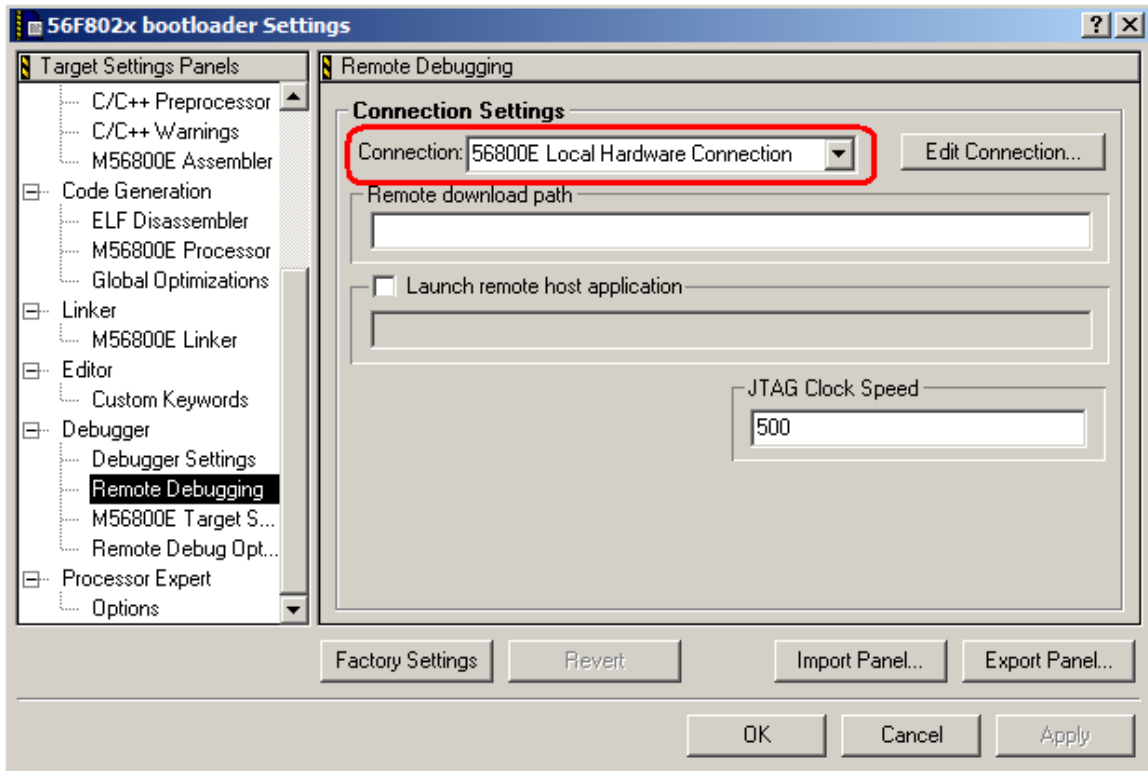 56F802x bootloader Settings
Target Settings Panels
C/C++ Preprocessor
C/C++ Warnings
M56800E Assembler
Code Generation
ELF Disassembler
M56800E Processor
Global Optimizations
Linker
M56800E Linker
Editor
Custom Keywords
Debugger
Debugger Settings
Remote Debugging
M56800E Target S...
Remote Debug Opt...
Processor Expert
Options
Remote Debugging
Connection Settings
Connection: 56800E Local Hardware Connection
Edit Connection...
Remote download path
Launch remote host application
JTAG Clock Speed
500
Factory Settings
Revert
Import Panel...
Export Panel...
OK
Cancel
Apply